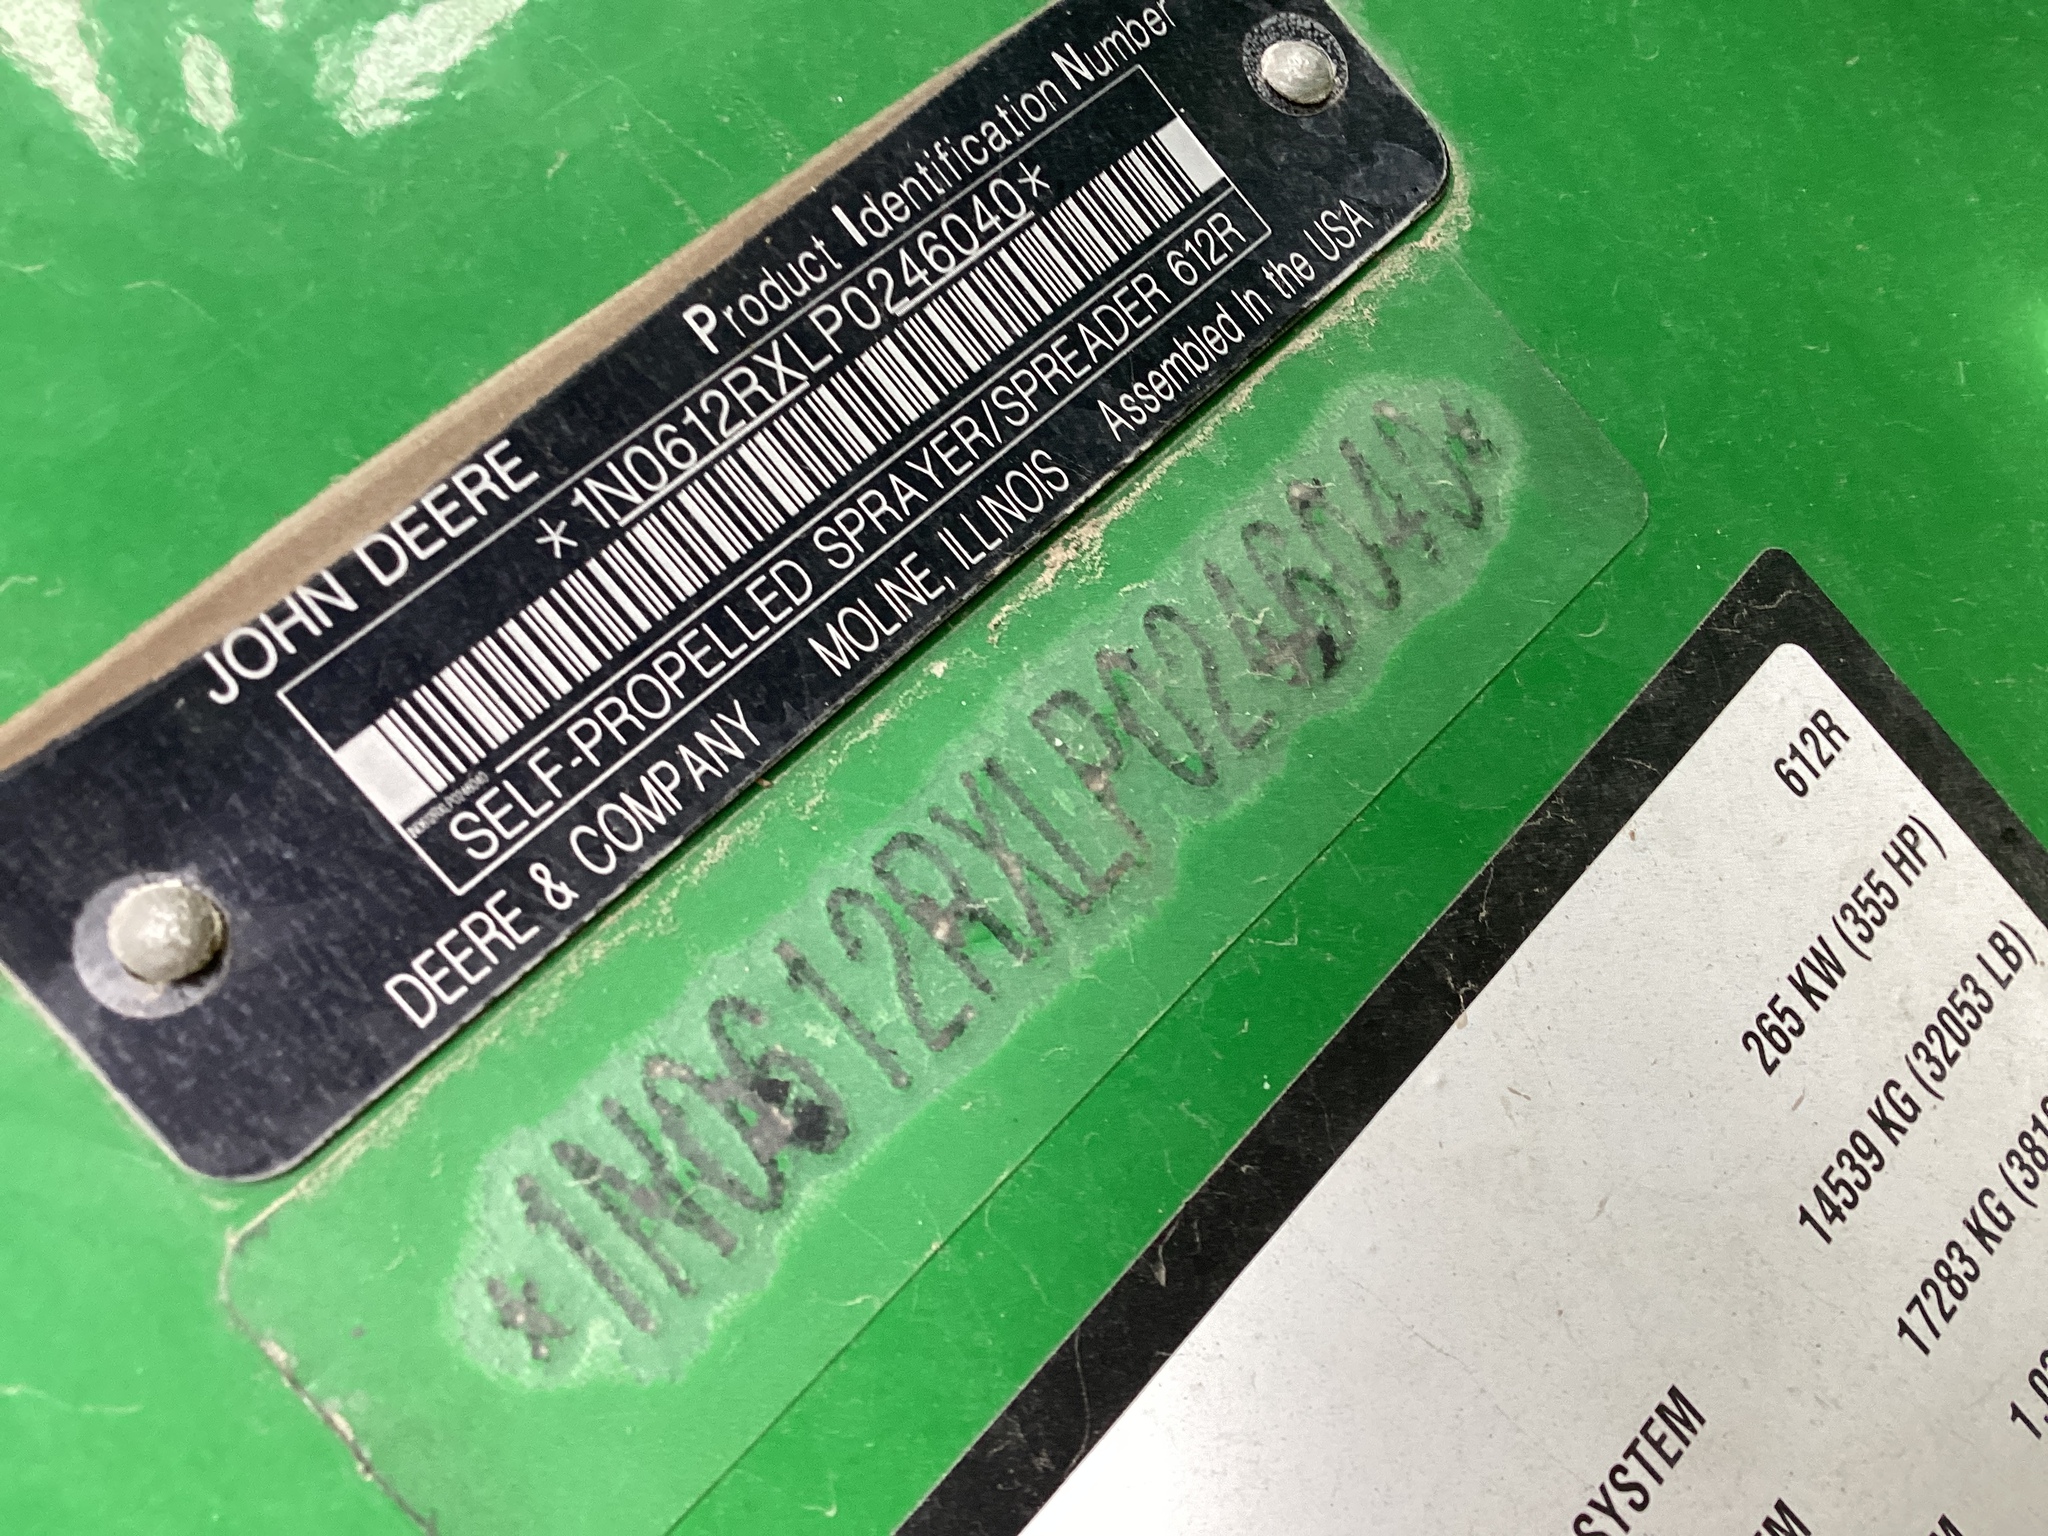 JOHN DEERE
Product Identification Number
*1N0612RXLP0246040*
SELF-PROPELLED SPRAYER/SPREADER 612R
DEERE & COMPANY MOLINE, ILLINOIS Assembled In the USA
*1N0612RXLP0246040*
612R
265 KW (355 HP)
14539 KG (32053 LB)
17283 KG (381
SYSTEM